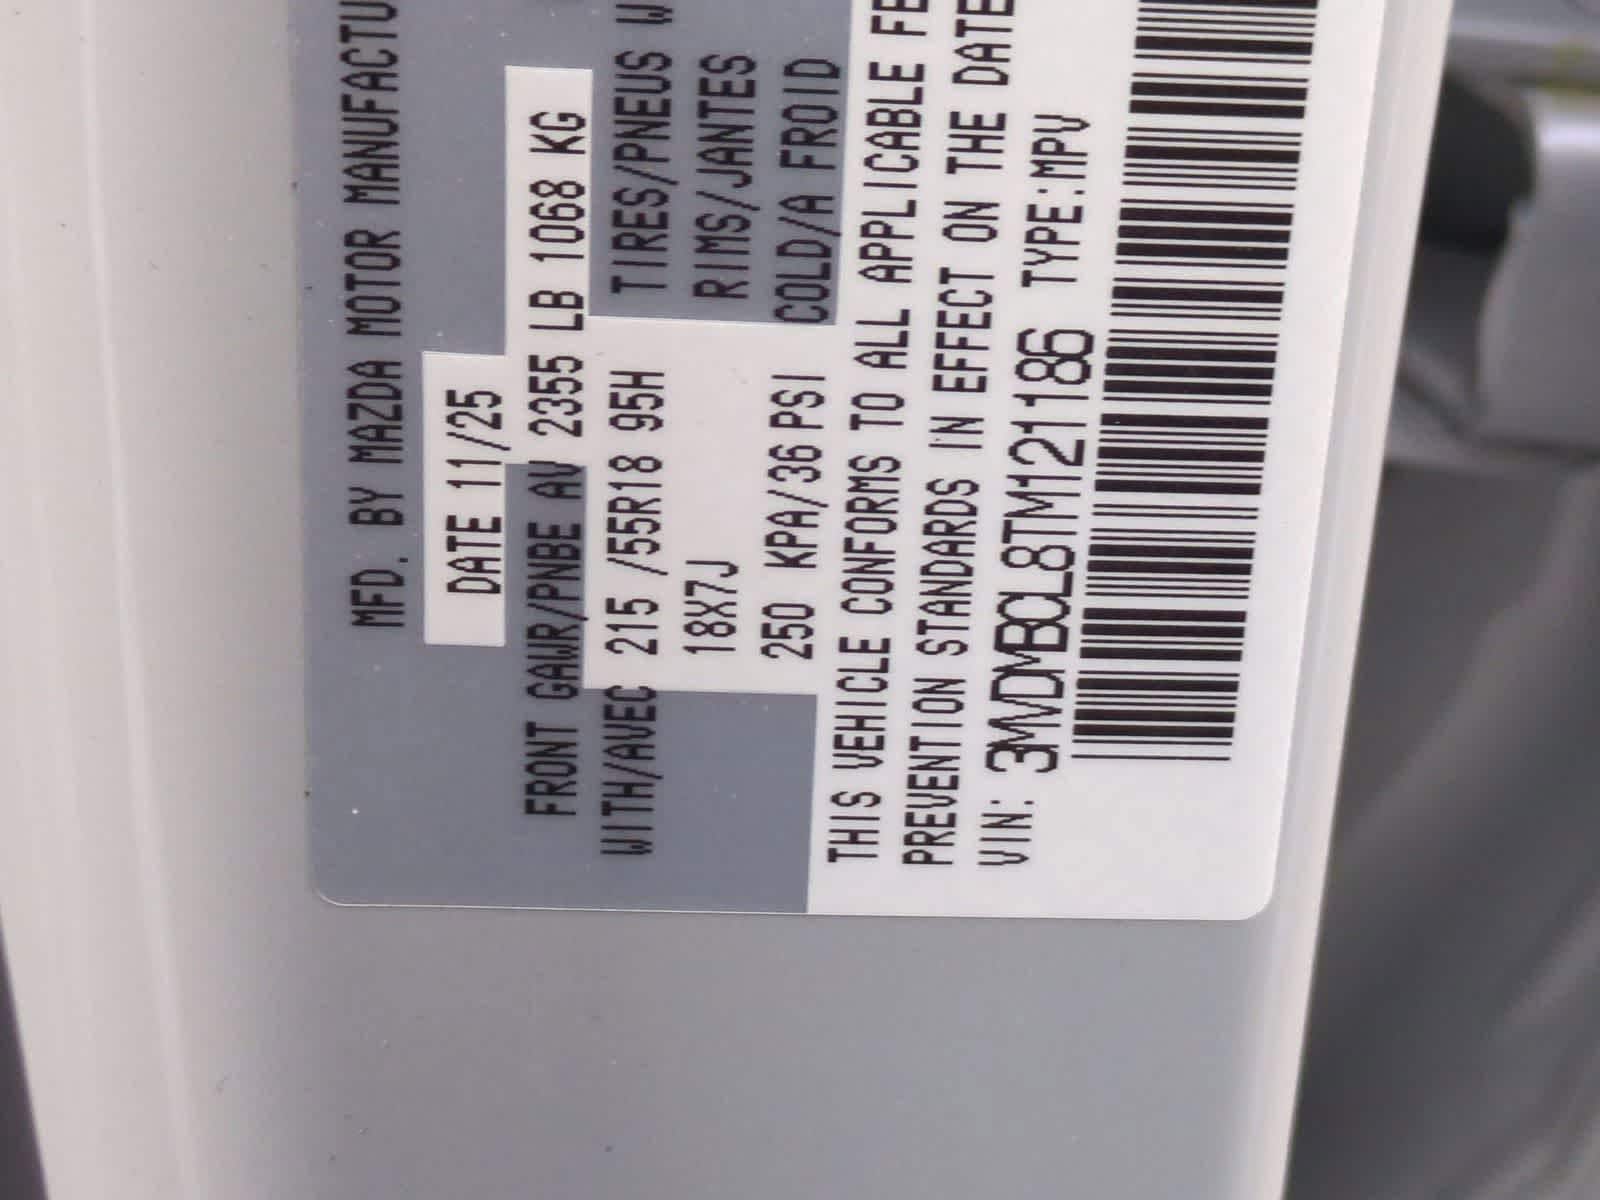 MFD. BY MAZDA MOTOR MANUFACTU
DATE 11/25
FRONT GAWR/PNBE AV 2355 LB 1068 KG
WITH/AVEC 215 /55R18 95H TIRES/PNEUS W
18X7J RIMS/JANTES
250 KPA/36 PSI COLD/A FROID
THIS VEHICLE CONFORMS TO ALL APPLICABLE FE
PREVENTION STANDARDS IN EFFECT ON THE DATE
VIN: 3MVDMBCL8TM121186 TYPE:MPV